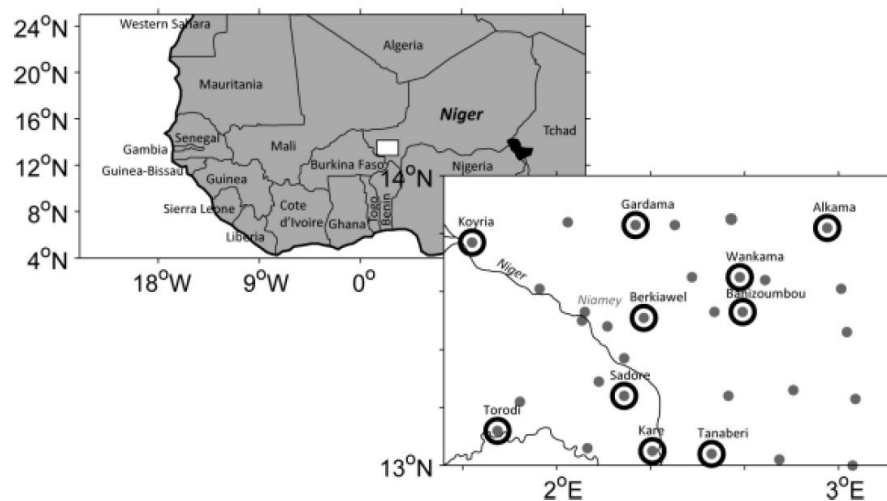 24°N
Western Sahara
Algeria
20°N
Mauritania
16°N
Niger
Tchad
Senegal
Mali
Gambia
12°N
Burkina Faso
Nigeria
Guinea-Bissau
14°N
Guinea
Sierra Leone
Cote
d'Ivoire
Ghana
Togo
Benin
8°N
Liberia
4°N
18°W
9°W
0°
Gardama
Alkama
Koyria
Niger
Wankama
Niamey
Berkiawel
Banizoumbou
Sadore
Torodi
Kare
Tanaberi
13°N
2°E
3°E